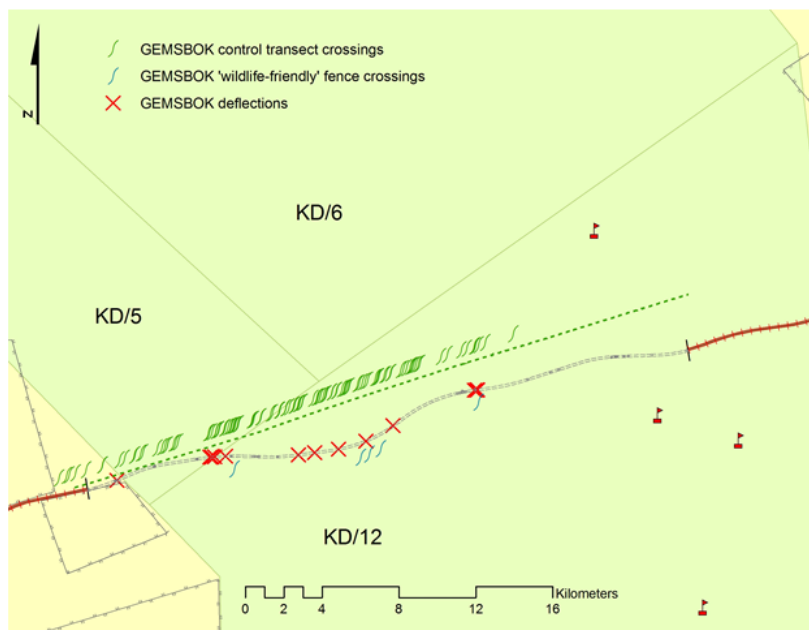 GEMSBOK control transect crossings
GEMSBOK 'wildlife-friendly' fence crossings
GEMSBOK deflections
N
KD/6
KD/5
KD/12
Kilometers
0 2 4 8 12 16